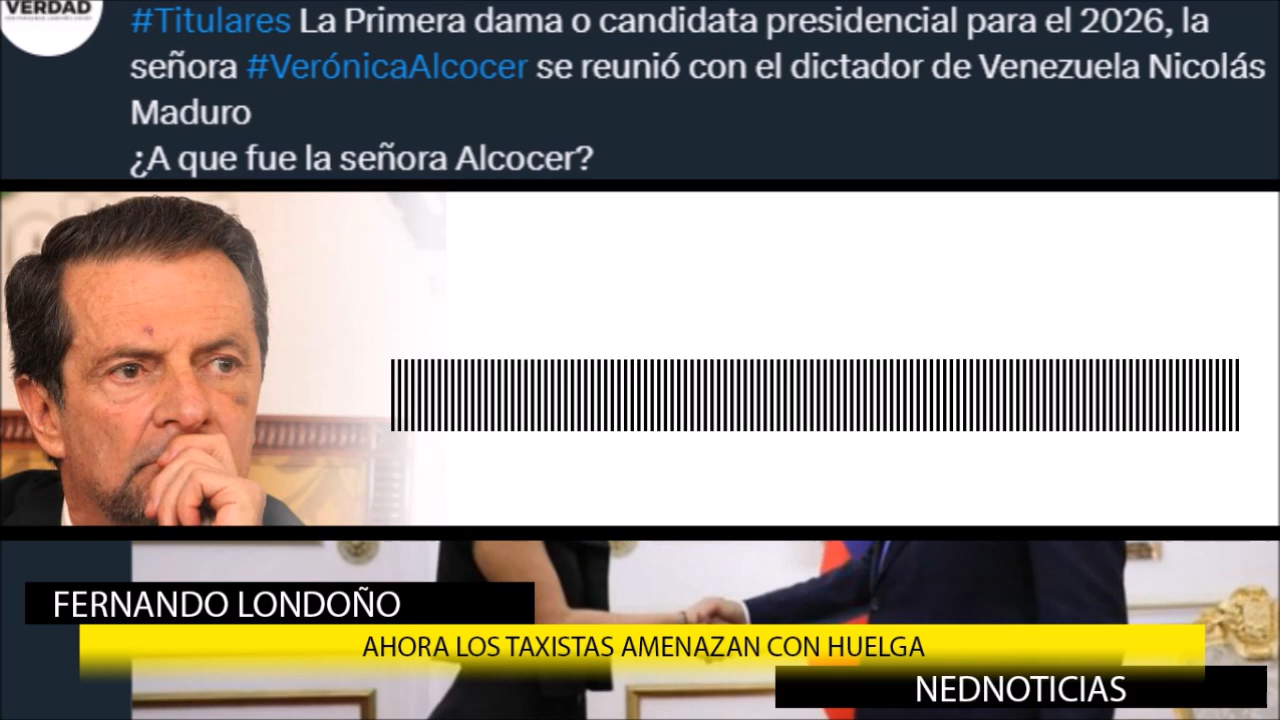 VERDAD
#Titulares La Primera dama o candidata presidencial para el 2026, la
señora #VerónicaAlcocer se reunió con el dictador de Venezuela Nicolás
Maduro
¿A que fue la señora Alcocer?
FERNANDO LONDOÑO
AHORA LOS TAXISTAS AMENAZAN CON HUELGA
NEDNOTICIAS